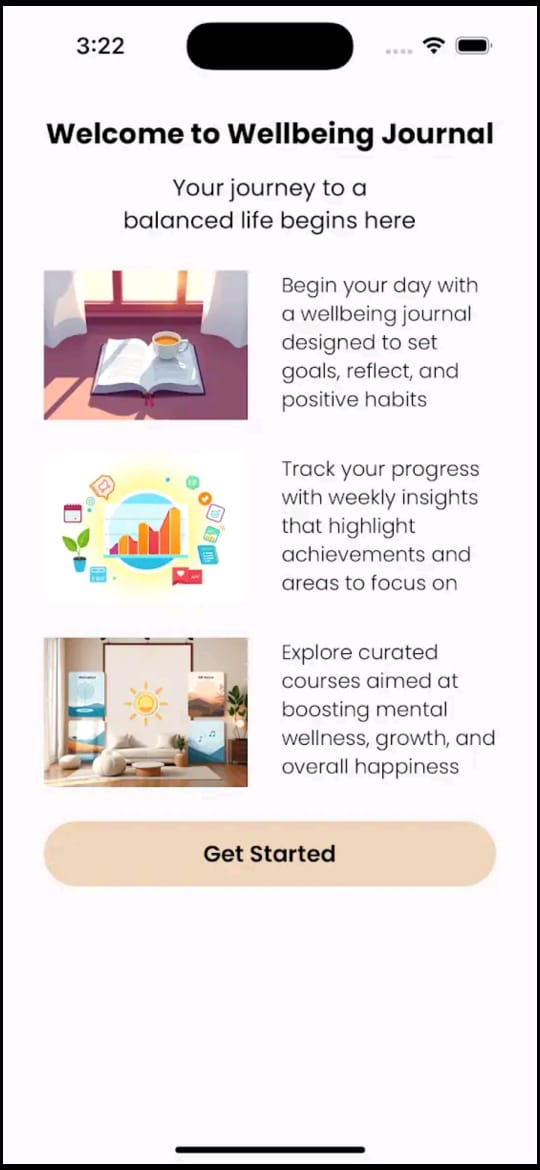 3:22
Welcome to Wellbeing Journal
Your journey to a
balanced life begins here
Begin your day with
a wellbeing journal
designed to set
goals, reflect, and
positive habits
Track your progress
with weekly insights
that highlight
achievements and
areas to focus on
Explore curated
courses aimed at
boosting mental
wellness, growth, and
overall happiness
Get Started